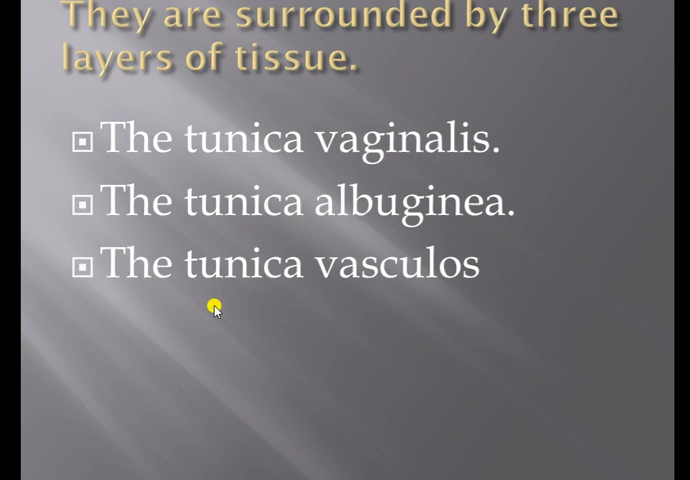 They are surrounded by three
layers of tissue.
The tunica vaginalis.
The tunica albuginea.
The tunica vasculos